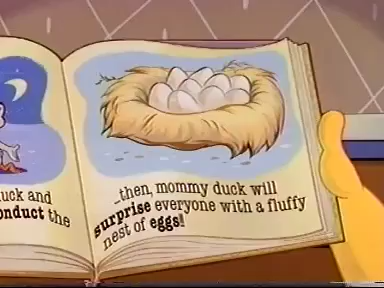 uck and
onduct the
...then, mommy duck will
surprise everyone with a fluffy
nest of eggs!